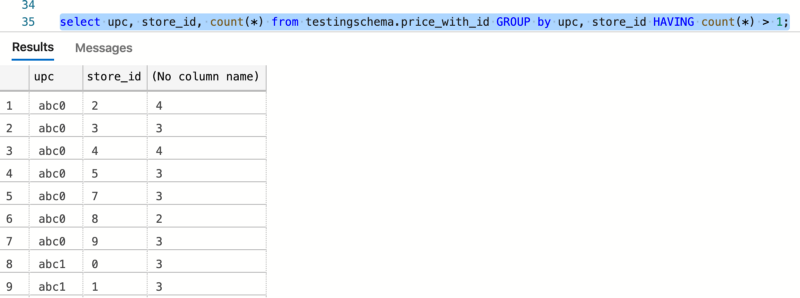 34
35 select upc, store_id, count(*) from testingschema.price_with_id GROUP by upc, store_id HAVING count(*) > 1;
Results Messages
upc store_id (No column name)
1 abc0 2 4
2 abc0 3 3
3 abc0 4 4
4 abc0 5 3
5 abc0 7 3
6 abc0 8 2
7 abc0 9 3
8 abc1 0 3
9 abc1 1 3